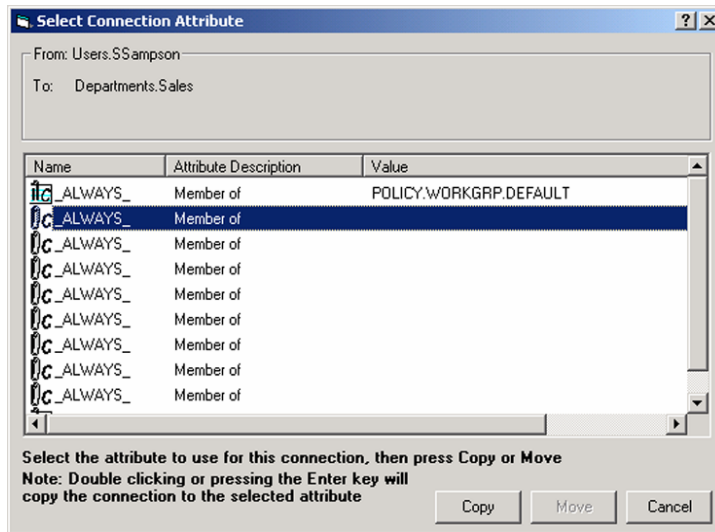 Select Connection Attribute
From: Users.SSampson
To: Departments.Sales
Name Attribute Description Value
_ALWAYS_ Member of POLICY.WORKGRP.DEFAULT
_ALWAYS_ Member of
_ALWAYS_ Member of
_ALWAYS_ Member of
_ALWAYS_ Member of
_ALWAYS_ Member of
_ALWAYS_ Member of
_ALWAYS_ Member of
_ALWAYS_ Member of
Select the attribute to use for this connection, then press Copy or Move
Note: Double clicking or pressing the Enter key will
copy the connection to the selected attribute
Copy Move Cancel